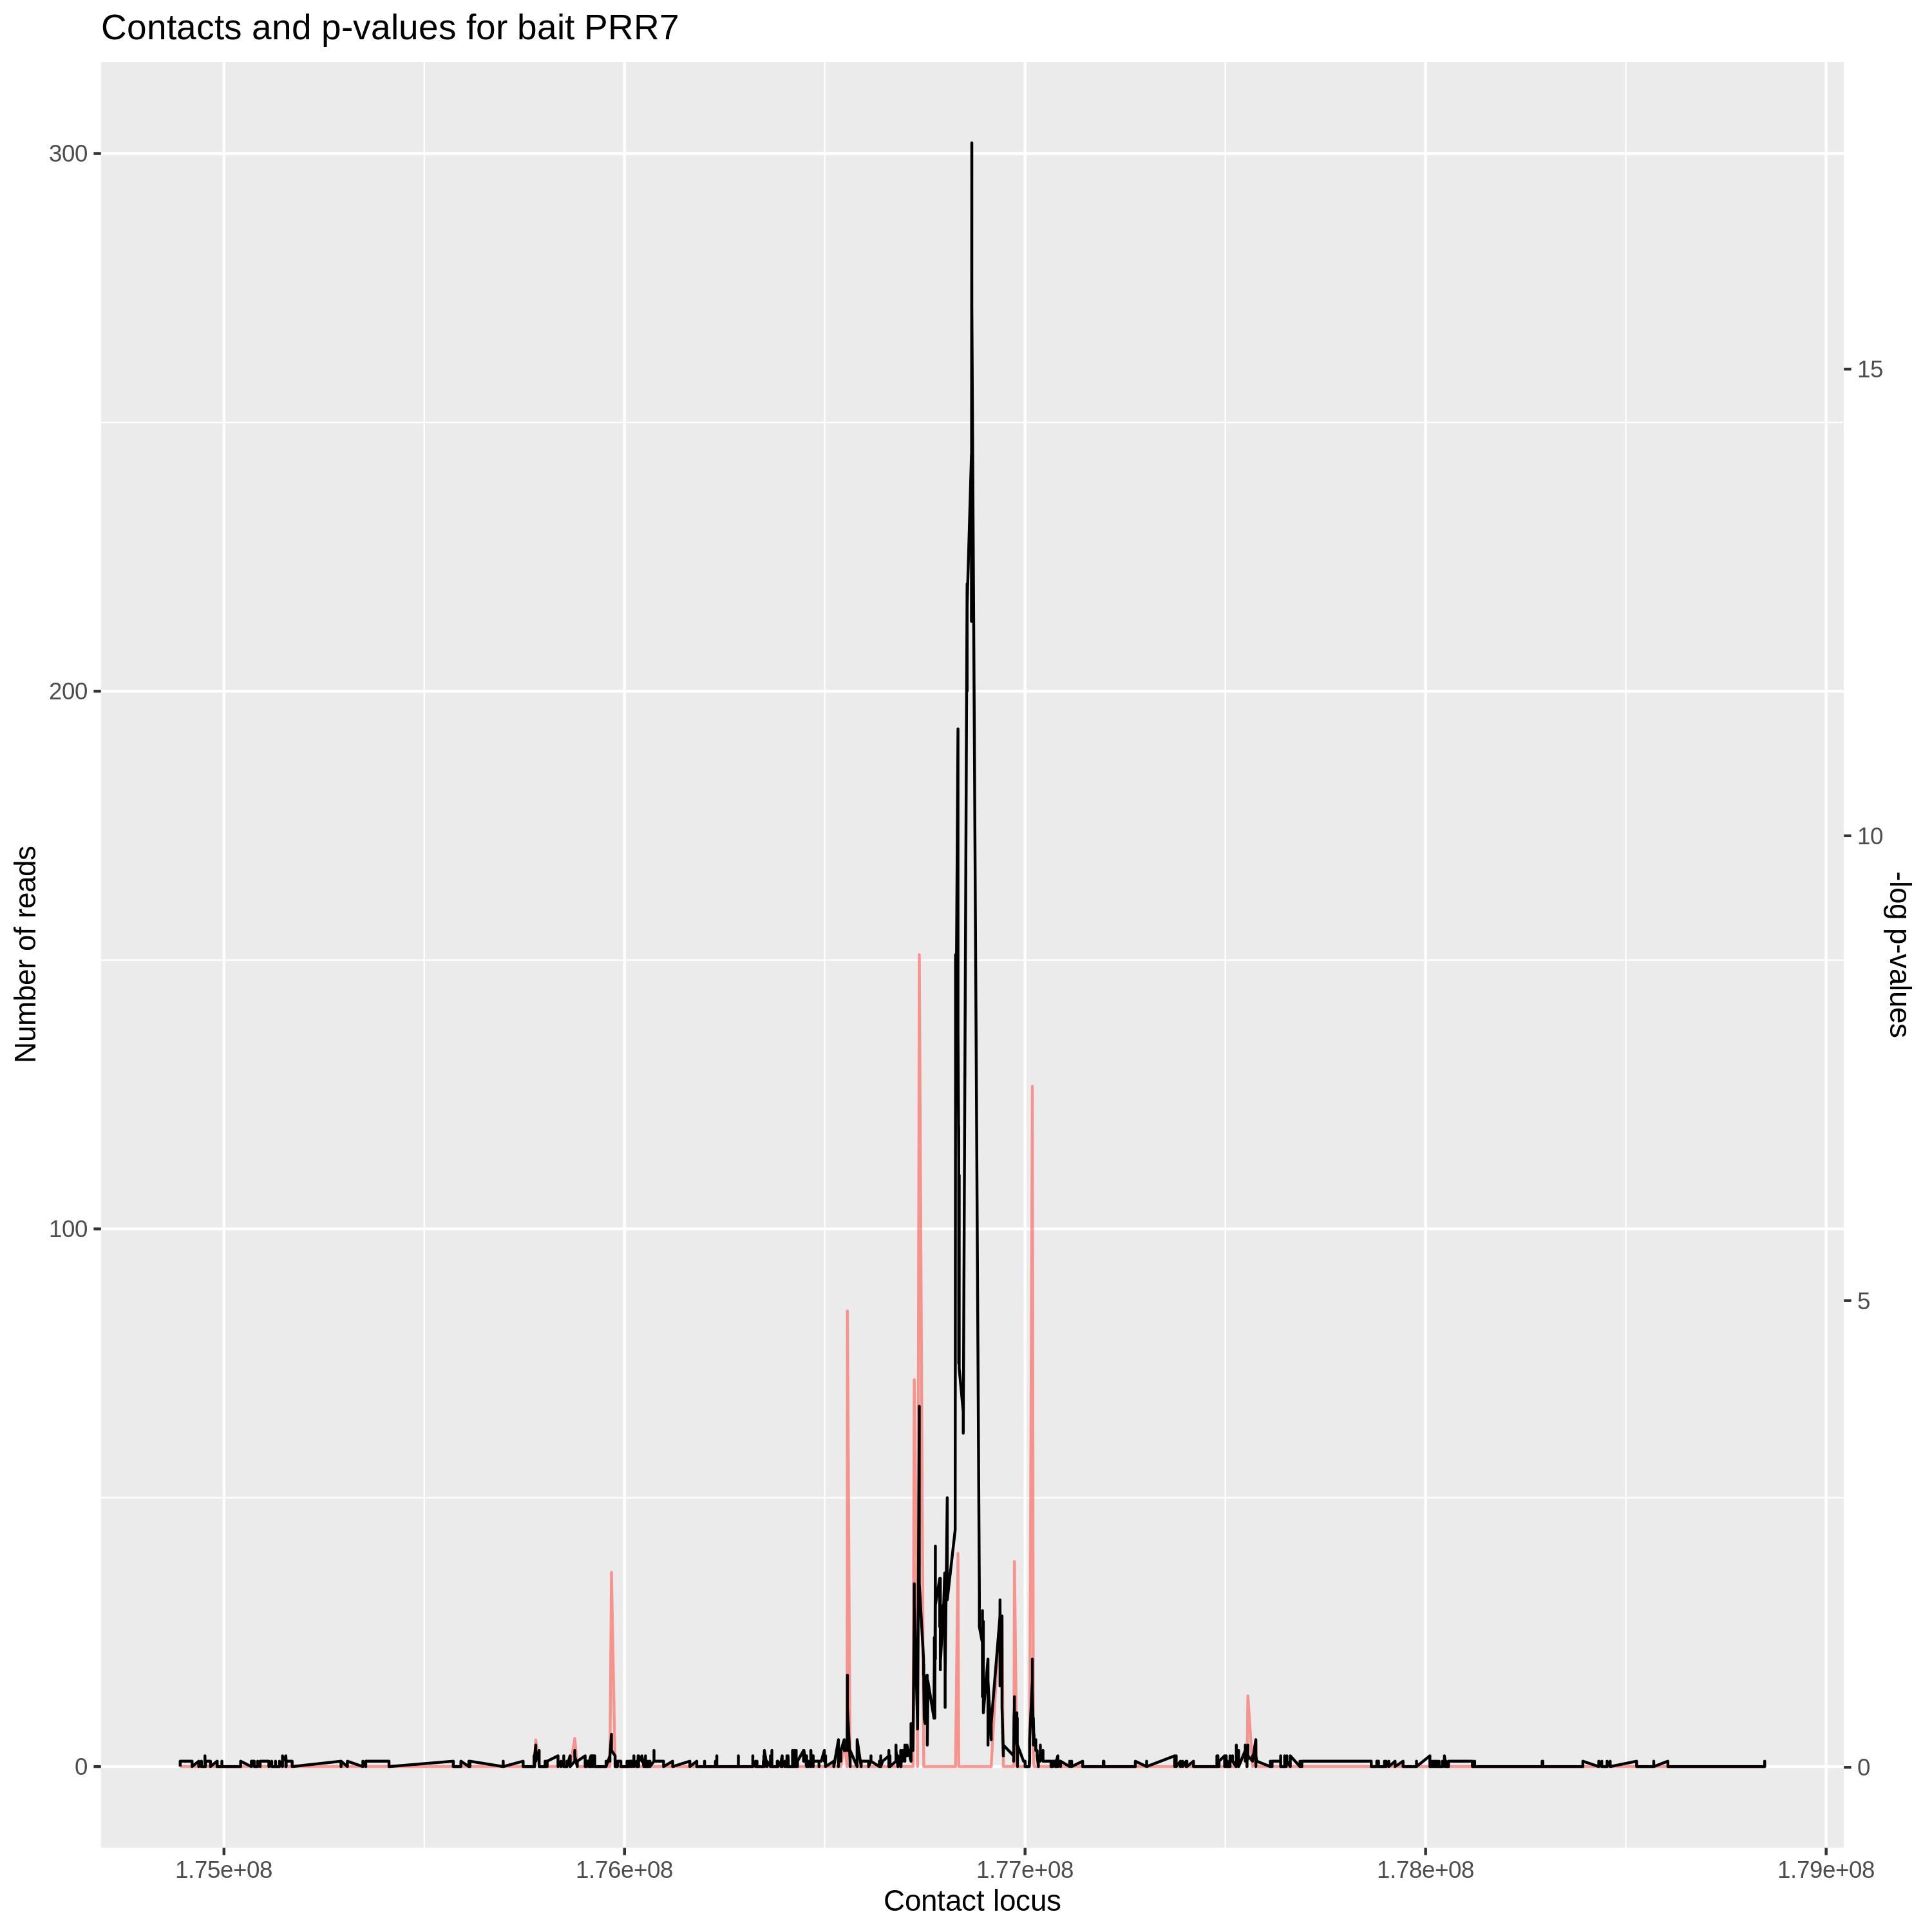 Contacts and p-values for bait PRR7
300
200
100
0
Number of reads
15
10
5
0
-log p-values
1.75e+08
1.76e+08
1.77e+08
1.78e+08
1.79e+08
Contact locus